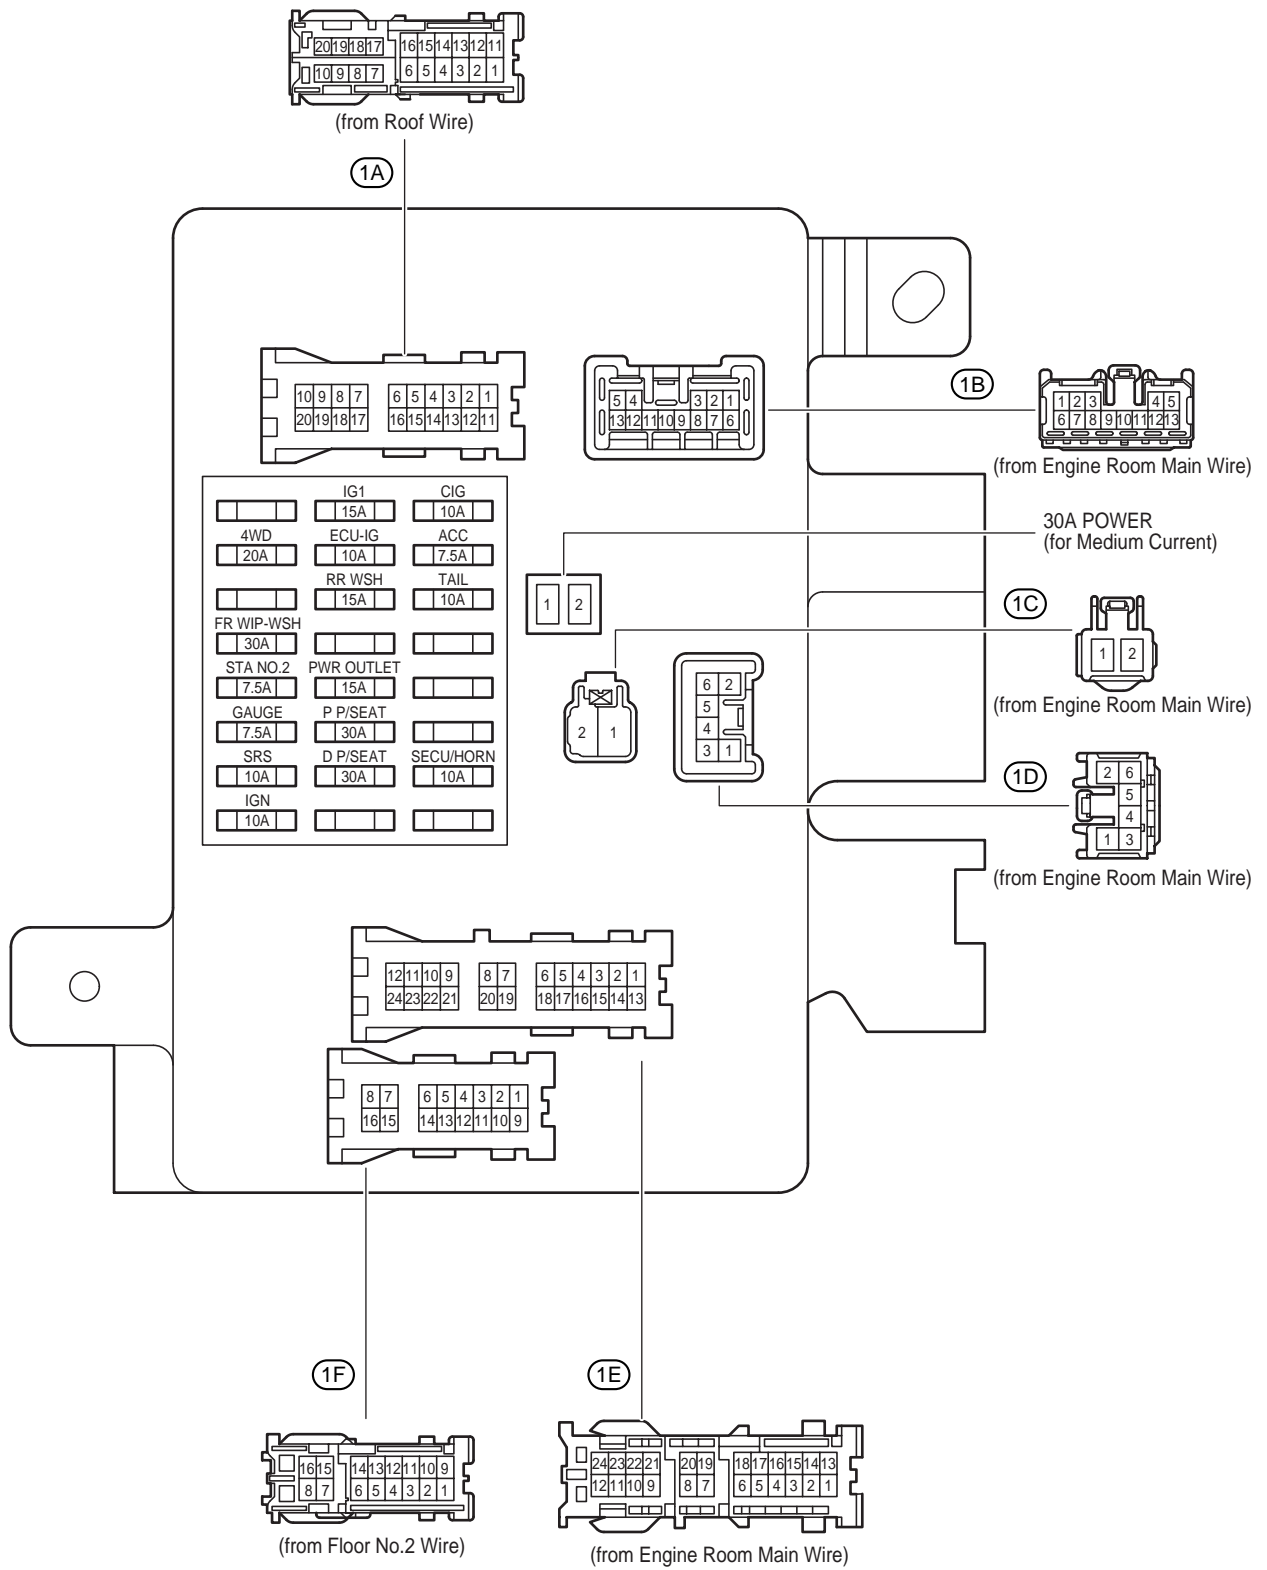 20 19 18 17 16 15 14 13 12 11
10 9 8 7 6 5 4 3 2 1
(from Roof Wire)
1A
10 9 8 7 6 5 4 3 2 1
20 19 18 17 16 15 14 13 12 11
5 4 3 2 1
13 12 11 10 9 8 7 6
1B
1 2 3 4 5
6 7 8 9 10 11 12 13
(from Engine Room Main Wire)
IG1 CIG
15A 10A
4WD ECU-IG ACC
20A 10A 7.5A
RR WSH TAIL
15A 10A
FR WIP-WSH
30A
STA NO.2 PWR OUTLET
7.5A 15A
GAUGE P P/SEAT
7.5A 30A
SRS D P/SEAT SECU/HORN
10A 30A 10A
IGN
10A
30A POWER
(for Medium Current)
1 2
1C
1 2
(from Engine Room Main Wire)
2 1
6 2
5
4
3 1
1D
2 6
5
4
1 3
(from Engine Room Main Wire)
12 11 10 9 8 7 6 5 4 3 2 1
24 23 22 21 20 19 18 17 16 15 14 13
8 7 6 5 4 3 2 1
16 15 14 13 12 11 10 9
1F
16 15 14 13 12 11 10 9
8 7 6 5 4 3 2 1
(from Floor No.2 Wire)
1E
24 23 22 21 20 19 18 17 16 15 14 13
12 11 10 9 8 7 6 5 4 3 2 1
(from Engine Room Main Wire)